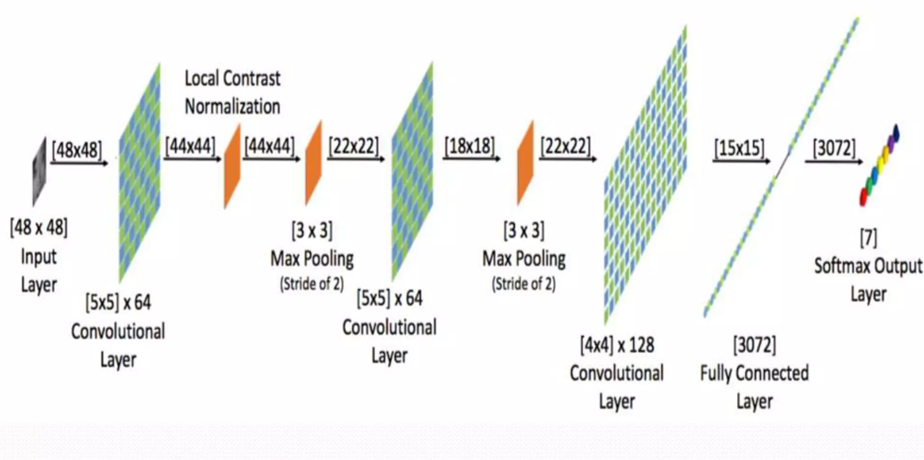 Local Contrast
Normalization
[48x48]
[44x44]
[44x44]
[22x22]
[18x18]
[22x22]
[15x15]
[3072]
[48 x 48]
Input
Layer
[5x5] x 64
Convolutional
Layer
[3 x 3]
Max Pooling
(Stride of 2)
[5x5] x 64
Convolutional
Layer
[3 x 3]
Max Pooling
(Stride of 2)
[4x4] x 128
Convolutional
Layer
[3072]
Fully Connected
Layer
[7]
Softmax Output
Layer